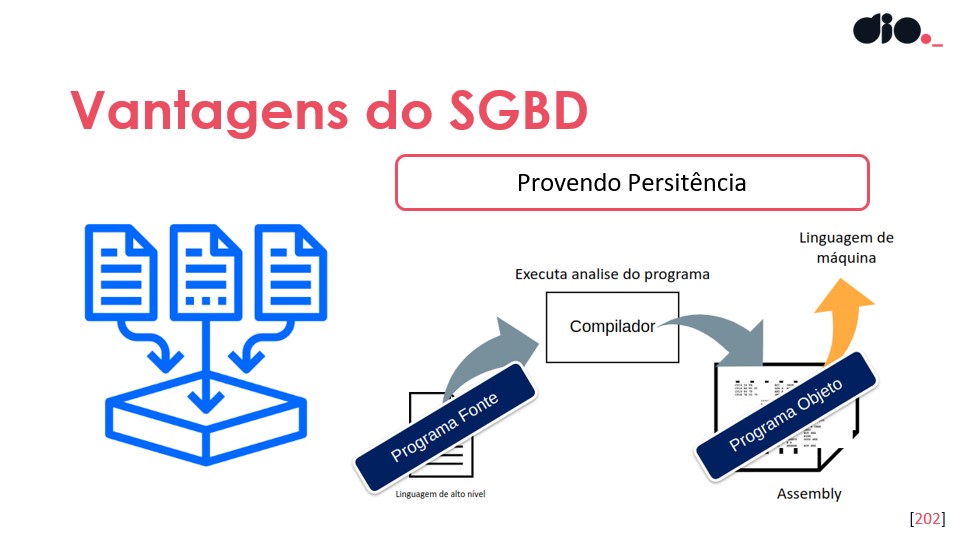 dio._
Vantagens do SGBD
Provendo Persitência
Linguagem de
máquina
Executa analise do programa
Compilador
Programa Fonte
Programa Objeto
Linguagem de alto nível
Assembly
[202]